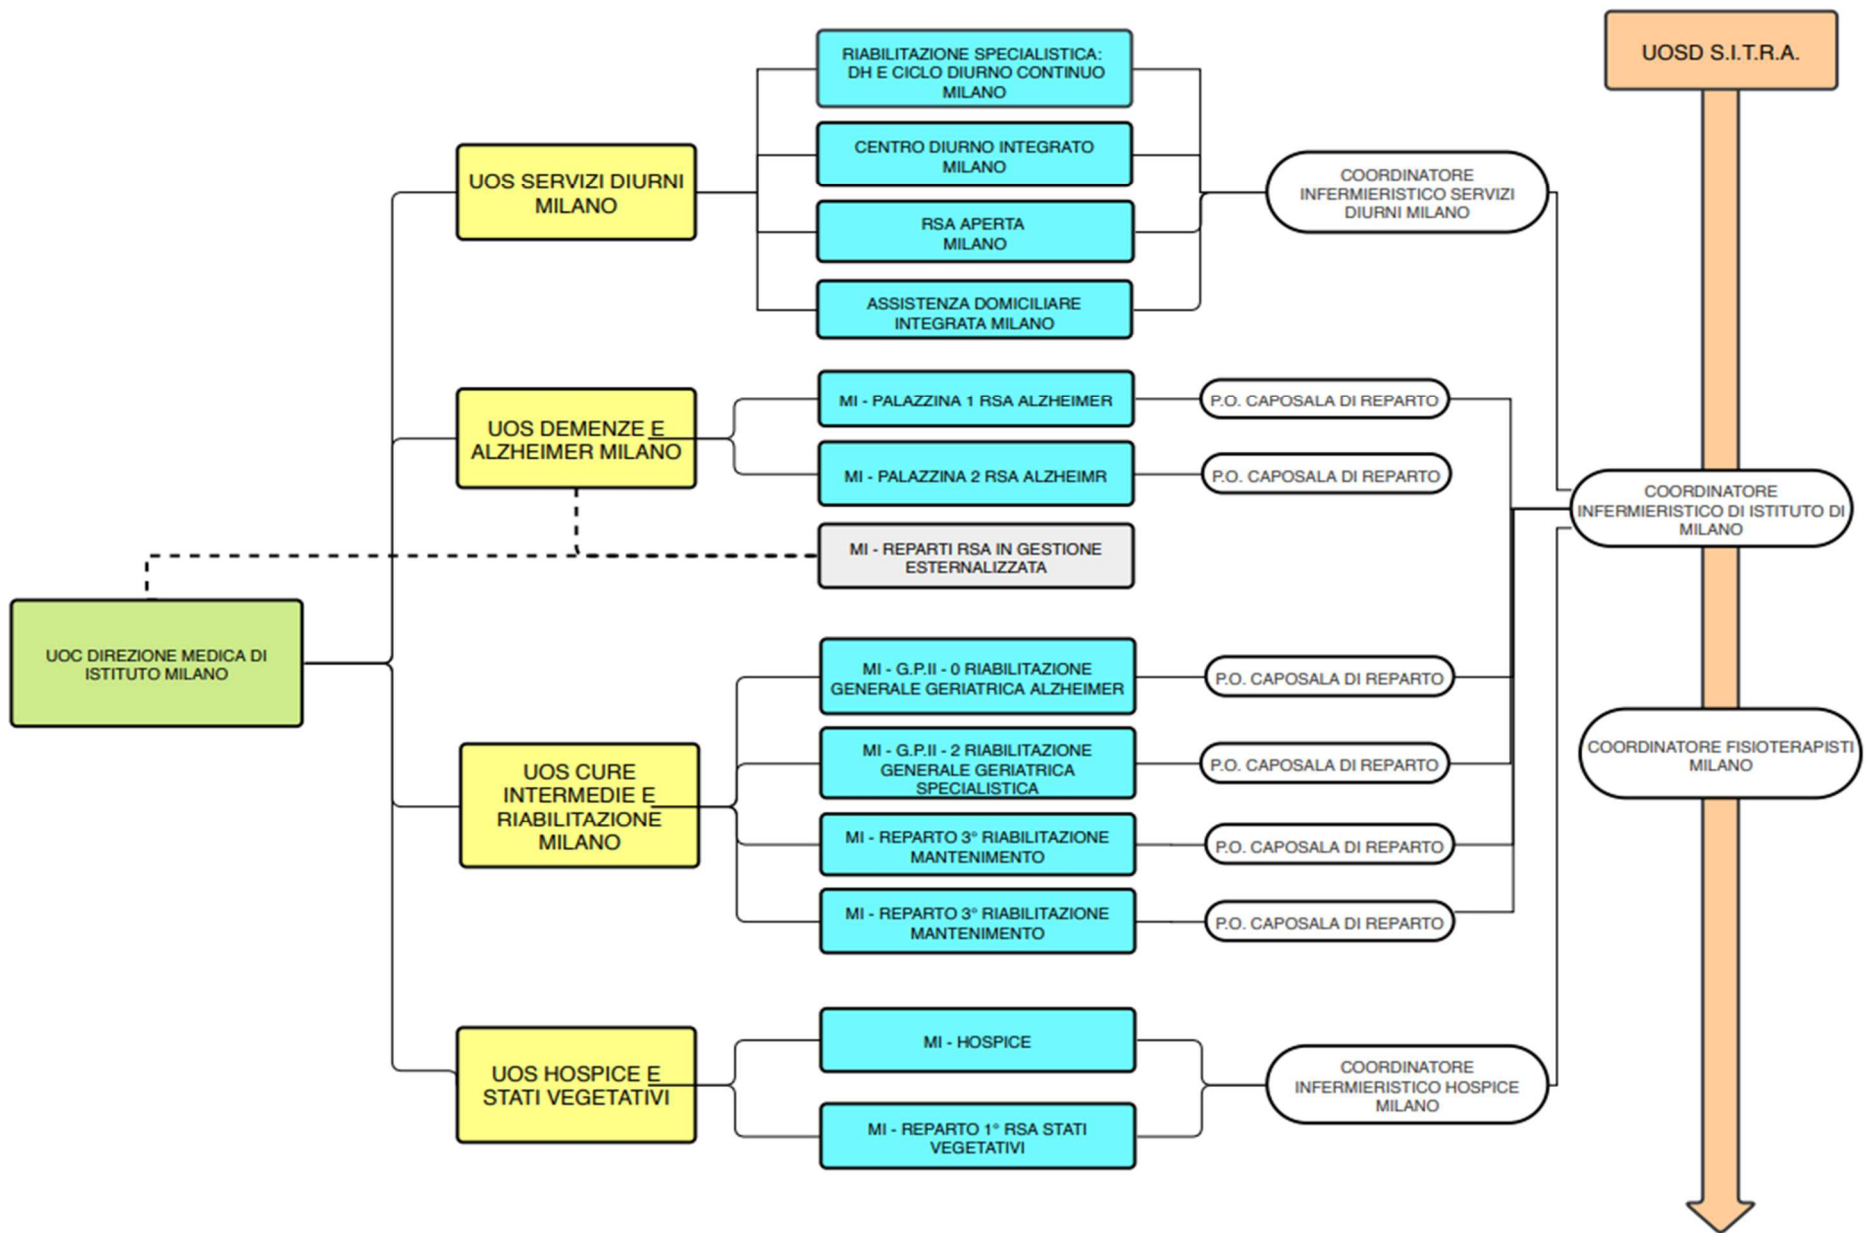 UOSD S.I.T.R.A.
RIABILITAZIONE SPECIALISTICA:
DH E CICLO DIURNO CONTINUO
MILANO
CENTRO DIURNO INTEGRATO
MILANO
UOS SERVIZI DIURNI
MILANO
COORDINATORE
INFERMIERISTICO SERVIZI
DIURNI MILANO
RSA APERTA
MILANO
ASSISTENZA DOMICILIARE
INTEGRATA MILANO
UOS DEMENZE E
ALZHEIMER MILANO
MI - PALAZZINA 1 RSA ALZHEIMER
P.O. CAPOSALA DI REPARTO
MI - PALAZZINA 2 RSA ALZHEIMR
P.O. CAPOSALA DI REPARTO
COORDINATORE
INFERMIERISTICO DI ISTITUTO DI
MILANO
MI - REPARTI RSA IN GESTIONE
ESTERNALIZZATA
UOC DIREZIONE MEDICA DI
ISTITUTO MILANO
MI - G.P.II - 0 RIABILITAZIONE
GENERALE GERIATRICA ALZHEIMER
P.O. CAPOSALA DI REPARTO
MI - G.P.II - 2 RIABILITAZIONE
GENERALE GERIATRICA
SPECIALISTICA
P.O. CAPOSALA DI REPARTO
COORDINATORE FISIOTERAPISTI
MILANO
UOS CURE
INTERMEDIE E
RIABILITAZIONE
MILANO
MI - REPARTO 3° RIABILITAZIONE
MANTENIMENTO
P.O. CAPOSALA DI REPARTO
MI - REPARTO 3° RIABILITAZIONE
MANTENIMENTO
P.O. CAPOSALA DI REPARTO
MI - HOSPICE
UOS HOSPICE E
STATI VEGETATIVI
COORDINATORE
INFERMIERISTICO HOSPICE
MILANO
MI - REPARTO 1° RSA STATI
VEGETATIVI